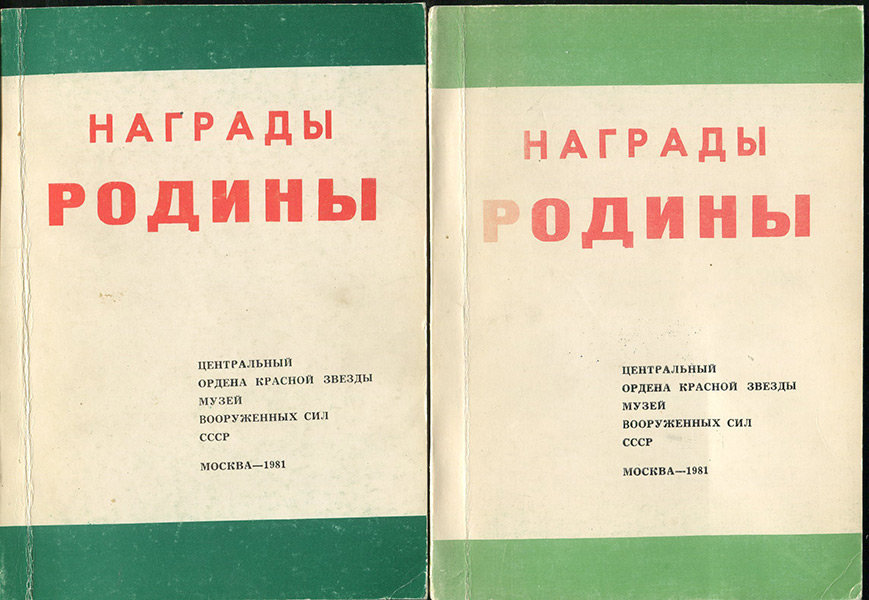 НАГРАДЫ
РОДИНЫ
ЦЕНТРАЛЬНЫЙ
ОРДЕНА КРАСНОЙ ЗВЕЗДЫ
МУЗЕЙ
ВООРУЖЕННЫХ СИЛ
СССР
МОСКВА—1981
НАГРАДЫ
РОДИНЫ
ЦЕНТРАЛЬНЫЙ
ОРДЕНА КРАСНОЙ ЗВЕЗДЫ
МУЗЕЙ
ВООРУЖЕННЫХ СИЛ
СССР
МОСКВА—1981